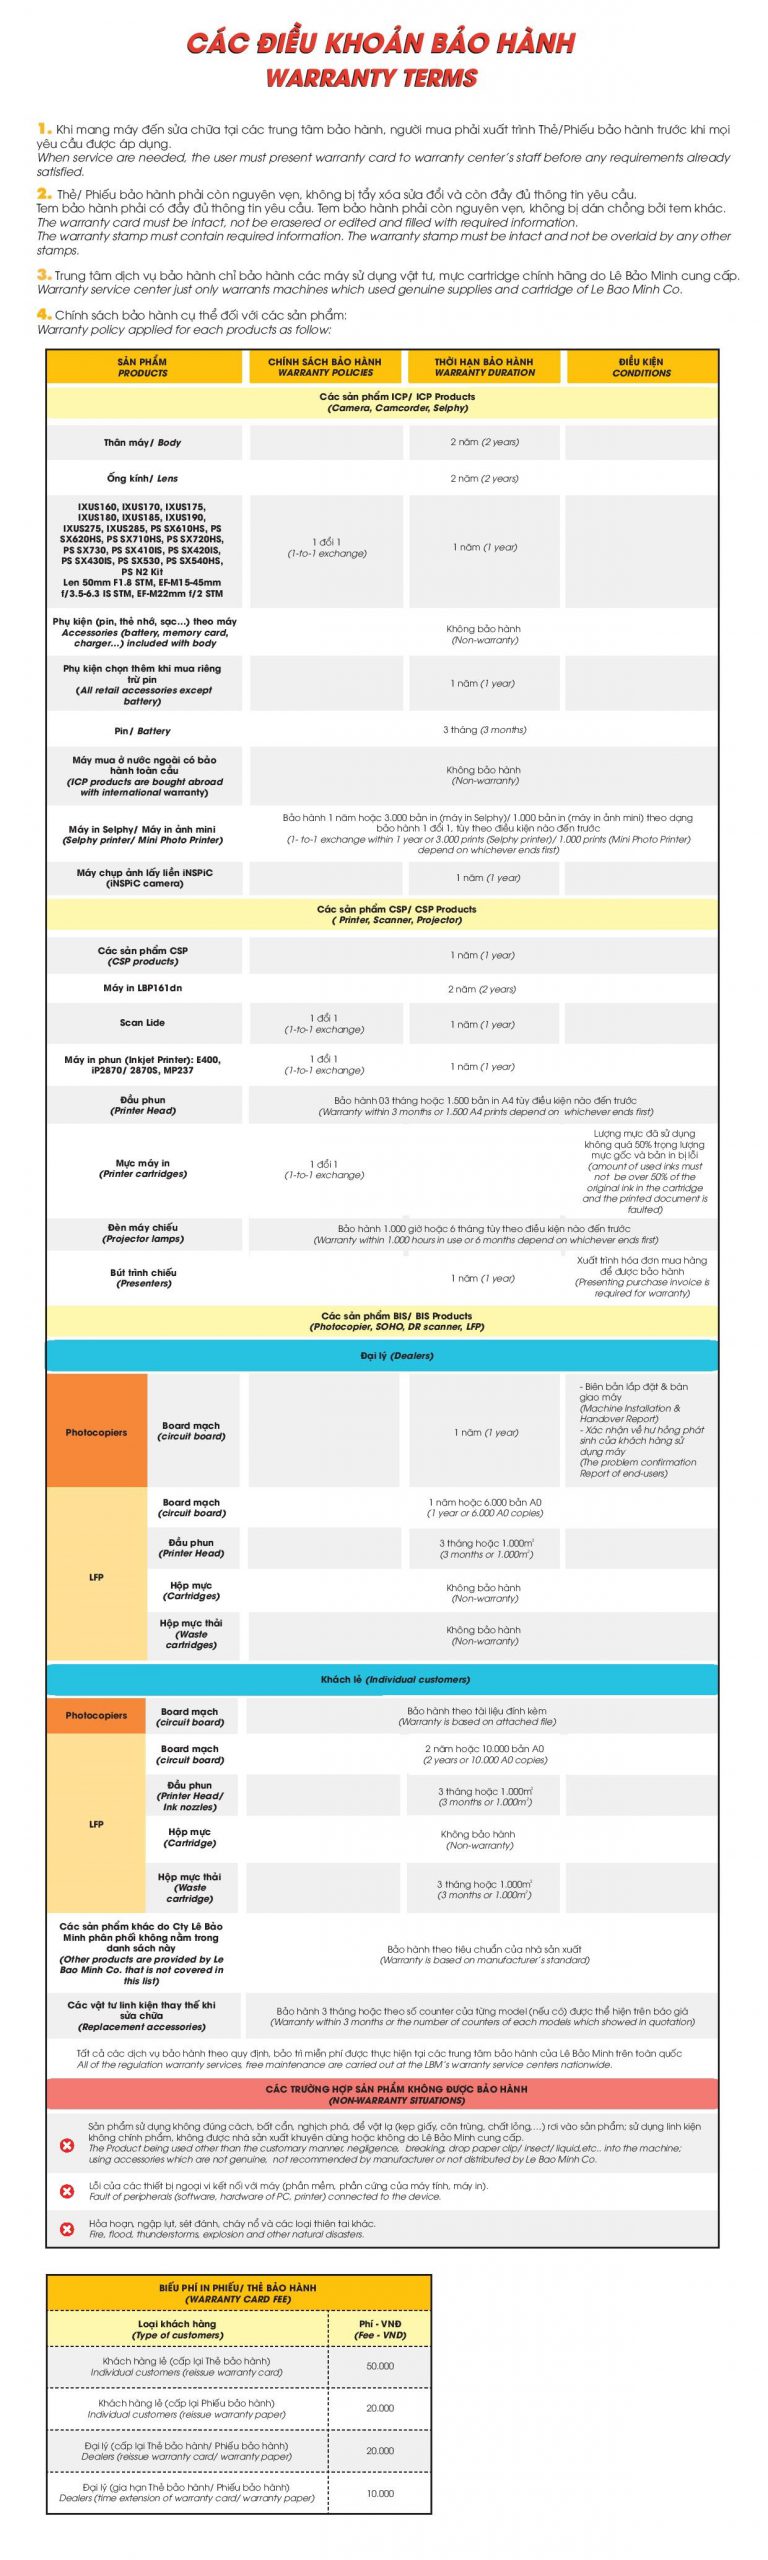 CÁC ĐIỀU KHOẢN BẢO HÀNH
WARRANTY TERMS
1. Khi mang máy đến sửa chữa tại các trung tâm bảo hành, người mua phải xuất trình Thẻ/Phiếu bảo hành trước khi mọi
yêu cầu được áp dụng.
When service are needed, the user must present warranty card to warranty center's staff before any requirements already
satisfied.
2. Thẻ/ Phiếu bảo hành phải còn nguyên vẹn, không bị tẩy xóa sửa đổi và còn đầy đủ thông tin yêu cầu.
Tem bảo hành phải có đầy đủ thông tin yêu cầu. Tem bảo hành phải còn nguyên vẹn, không bị dán chồng bởi tem khác.
The warranty card must be intact, not be erasered or edited and filled with required information.
The warranty stamp must contain required information. The warranty stamp must be intact and not be overlaid by any other
stamps.
3. Trung tâm dịch vụ bảo hành chỉ bảo hành các máy sử dụng vật tư, mực cartridge chính hãng do Lê Bảo Minh cung cấp.
Warranty service center just only warrants machines which used genuine supplies and cartridge of Le Bao Minh Co.
4. Chính sách bảo hành cụ thể đối với các sản phẩm:
Warranty policy applied for each products as follow:
SẢN PHẨM CHÍNH SÁCH BẢO HÀNH THỜI HẠN BẢO HÀNH ĐIỀU KIỆN
PRODUCTS WARRANTY POLICIES WARRANTY DURATION CONDITIONS
Các sản phẩm ICP/ ICP Products
(Camera, Camcorder, Selphy)
Thân máy/ Body 2 năm (2 years)
Ống kính/ Lens 2 năm (2 years)
IXUS160, IXUS170, IXUS175,
IXUS180, IXUS185, IXUS190,
IXUS275, IXUS285, PS SX610HS, PS
SX620HS, PS SX710HS, PS SX720HS,
PS SX730, PS SX410IS, PS SX420IS,
PS SX430IS, PS SX530, PS SX540HS,
PS N2 Kit
Len 50mm F1.8 STM, EF-M15-45mm
f/3.5-6.3 IS STM, EF-M22mm f/2 STM
1 đổi 1
(1-to-1 exchange)
1 năm (1 year)
Phụ kiện (pin, thẻ nhớ, sạc...) theo máy
Accessories (battery, memory card,
charger...) included with body
Không bảo hành
(Non-warranty)
Phụ kiện chọn thêm khi mua riêng
trừ pin
(All retail accessories except
battery)
1 năm (1 year)
Pin/ Battery 3 tháng (3 months)
Máy mua ở nước ngoài có bảo
hành toàn cầu
(ICP products are bought abroad
with international warranty)
Không bảo hành
(Non-warranty)
Máy in Selphy/ Máy in ảnh mini
(Selphy printer/ Mini Photo Printer)
Bảo hành 1 năm hoặc 3.000 bản in (máy in Selphy)/ 1.000 bản in (máy in ảnh mini) theo dạng
bảo hành 1 đổi 1, tùy theo điều kiện nào đến trước
(1- to-1 exchange within 1 year or 3.000 prints (Selphy printer)/ 1.000 prints (Mini Photo Printer)
depend on whichever ends first)
Máy chụp ảnh lấy liền iNSPiC
(iNSPiC camera)
1 năm (1 year)
Các sản phẩm CSP/ CSP Products
( Printer, Scanner, Projector)
Các sản phẩm CSP
(CSP products)
1 năm (1 year)
Máy in LBP161dn 2 năm (2 years)
Scan Lide
1 đổi 1
(1-to-1 exchange)
1 năm (1 year)
Máy in phun (Inkjet Printer): E400,
iP2870/ 2870S, MP237
1 đổi 1
(1-to-1 exchange)
1 năm (1 year)
Đầu phun
(Printer Head)
Bảo hành 03 tháng hoặc 1.500 bản in A4 tùy điều kiện nào đến trước
(Warranty within 3 months or 1.500 A4 prints depend on whichever ends first)
Mực máy in
(Printer cartridges)
1 đổi 1
(1-to-1 exchange)
Lượng mực đã sử dụng
không quá 50% trọng lượng
mực gốc và bản in bị lỗi
(amount of used inks must
not be over 50% of the
original ink in the cartridge
and the printed document is
faulted)
Đèn máy chiếu
(Projector lamps)
Bảo hành 1.000 giờ hoặc 6 tháng tùy theo điều kiện nào đến trước
(Warranty within 1.000 hours in use or 6 months depend on whichever ends first)
Bút trình chiếu
(Presenters)
1 năm (1 year)
Xuất trình hóa đơn mua hàng
để được bảo hành
(Presenting purchase invoice is
required for warranty)
Các sản phẩm BIS/ BIS Products
(Photocopier, SOHO, DR scanner, LFP)
Đại lý (Dealers)
Photocopiers
Board mạch
(circuit board)
1 năm (1 year)
- Biên bản lắp đặt & bàn
giao máy
(Machine Installation &
Handover Report)
- Xác nhận về hư hỏng phát
sinh của khách hàng sử
dụng máy
(The problem confirmation
Report of end-users)
LFP
Board mạch
(circuit board)
1 năm hoặc 6.000 bản A0
(1 year or 6.000 A0 copies)
Đầu phun
(Printer Head)
3 tháng hoặc 1.000m²
(3 months or 1.000m²)
Hộp mực
(Cartridges)
Không bảo hành
(Non-warranty)
Hộp mực thải
(Waste
cartridges)
Không bảo hành
(Non-warranty)
Khách lẻ (Individual customers)
Photocopiers
Board mạch
(circuit board)
Bảo hành theo tài liệu đính kèm
(Warranty is based on attached file)
LFP
Board mạch
(circuit board)
2 năm hoặc 10.000 bản A0
(2 years or 10.000 A0 copies)
Đầu phun
(Printer Head/
Ink nozzles)
3 tháng hoặc 1.000m²
(3 months or 1.000m²)
Hộp mực
(Cartridge)
Không bảo hành
(Non-warranty)
Hộp mực thải
(Waste
cartridge)
3 tháng hoặc 1.000m²
(3 months or 1.000m²)
Các sản phẩm khác do Cty Lê Bảo
Minh phân phối không nằm trong
danh sách này
(Other products are provided by Le
Bao Minh Co. that is not covered in
this list)
Bảo hành theo tiêu chuẩn của nhà sản xuất
(Warranty is based on manufacturer's standard)
Các vật tư linh kiện thay thế khi
sửa chữa
(Replacement accessories)
Bảo hành 3 tháng hoặc theo số counter của từng model (nếu có) được thể hiện trên báo giá
(Warranty within 3 months or the number of counters of each models which showed in quotation)
Tất cả các dịch vụ bảo hành theo quy định, bảo trì miễn phí được thực hiện tại các trung tâm bảo hành của Lê Bảo Minh trên toàn quốc
All of the regulation warranty services, free maintenance are carried out at the LBM's warranty service centers nationwide.
CÁC TRƯỜNG HỢP SẢN PHẨM KHÔNG ĐƯỢC BẢO HÀNH
(NON-WARRANTY SITUATIONS)
Sản phẩm sử dụng không đúng cách, bất cẩn, nghịch phá, để vật lạ (kẹp giấy, côn trùng, chất lỏng,...) rơi vào sản phẩm; sử dụng linh kiện
không chính phẩm, không được nhà sản xuất khuyên dùng hoặc không do Lê Bảo Minh cung cấp.
The Product being used other than the customary manner, negligence, breaking, drop paper clip/ insect/ liquid,etc.. into the machine;
using accessories which are not genuine, not recommended by manufacturer or not distributed by Le Bao Minh Co.
Lỗi của các thiết bị ngoại vi kết nối với máy (phần mềm, phần cứng của máy tính, máy in).
Fault of peripherals (software, hardware of PC, printer) connected to the device.
Hỏa hoạn, ngập lụt, sét đánh, cháy nổ và các loại thiên tai khác.
Fire, flood, thunderstorms, explosion and other natural disasters.
BIỂU PHÍ IN PHIẾU/ THẺ BẢO HÀNH
(WARRANTY CARD FEE)
Loại khách hàng Phí - VNĐ
(Type of customers) (Fee - VND)
Khách hàng lẻ (cấp lại Thẻ bảo hành)
Individual customers (reissue warranty card)
50.000
Khách hàng lẻ (cấp lại Phiếu bảo hành)
Individual customers (reissue warranty paper)
20.000
Đại lý (cấp lại Thẻ bảo hành/ Phiếu bảo hành)
Dealers (reissue warranty card/ warranty paper)
20.000
Đại lý (gia hạn Thẻ bảo hành/ Phiếu bảo hành)
Dealers (time extension of warranty card/ warranty paper)
10.000